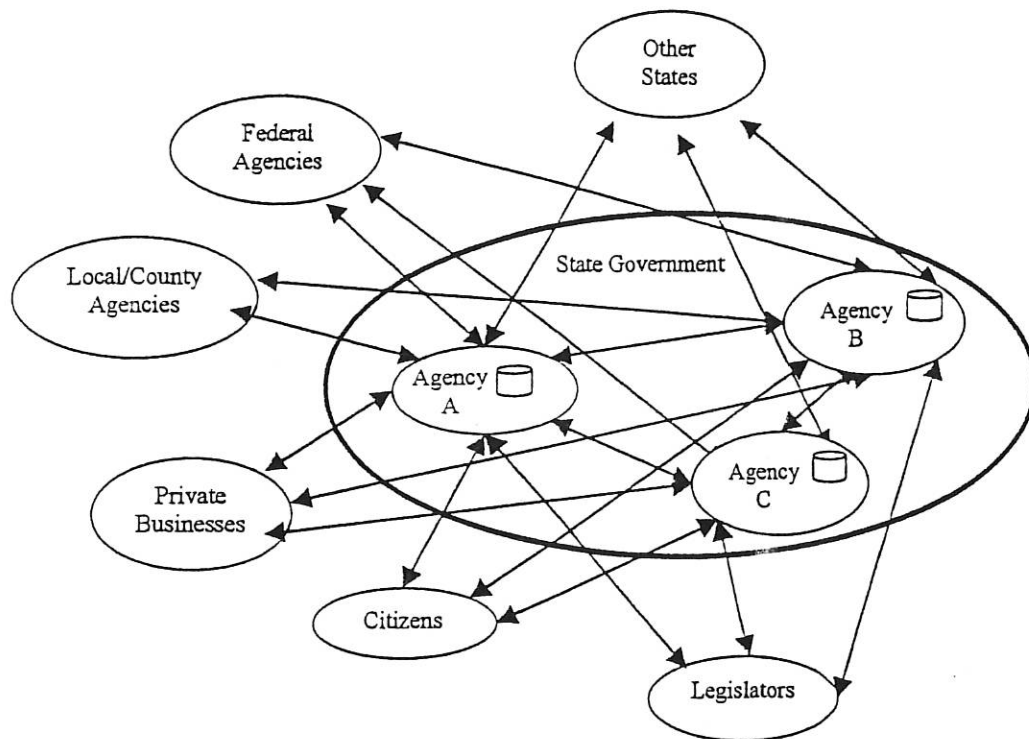 Other
States
Federal
Agencies
State Government
Local/County
Agencies
Agency
B
Agency
A
Agency
C
Private
Businesses
Citizens
Legislators